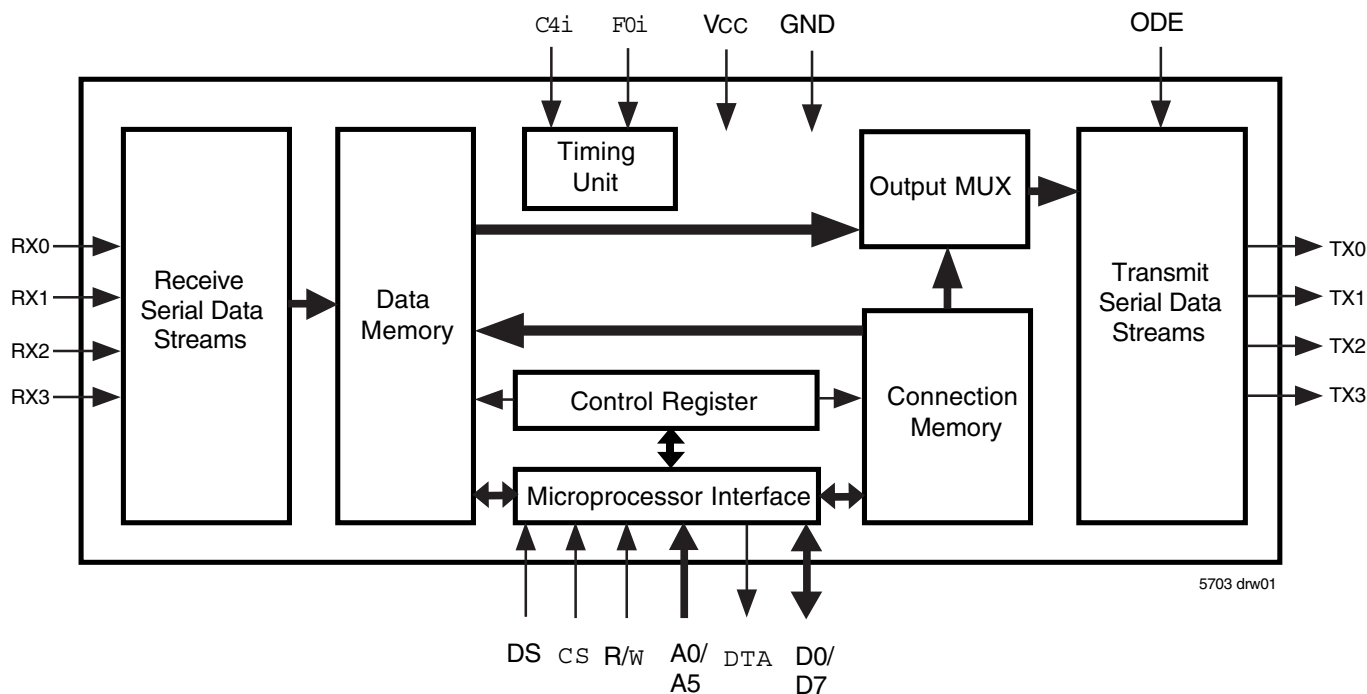 C4i F0i VCC GND ODE
Timing
Unit
Output MUX
RX0
RX1
RX2
RX3
Receive
Serial Data
Streams
Data
Memory
Transmit
Serial Data
Streams
TX0
TX1
TX2
TX3
Control Register
Connection
Memory
Microprocessor Interface
5703 drw01
DS CS R/W A0/ DTA D0/
A5 D7